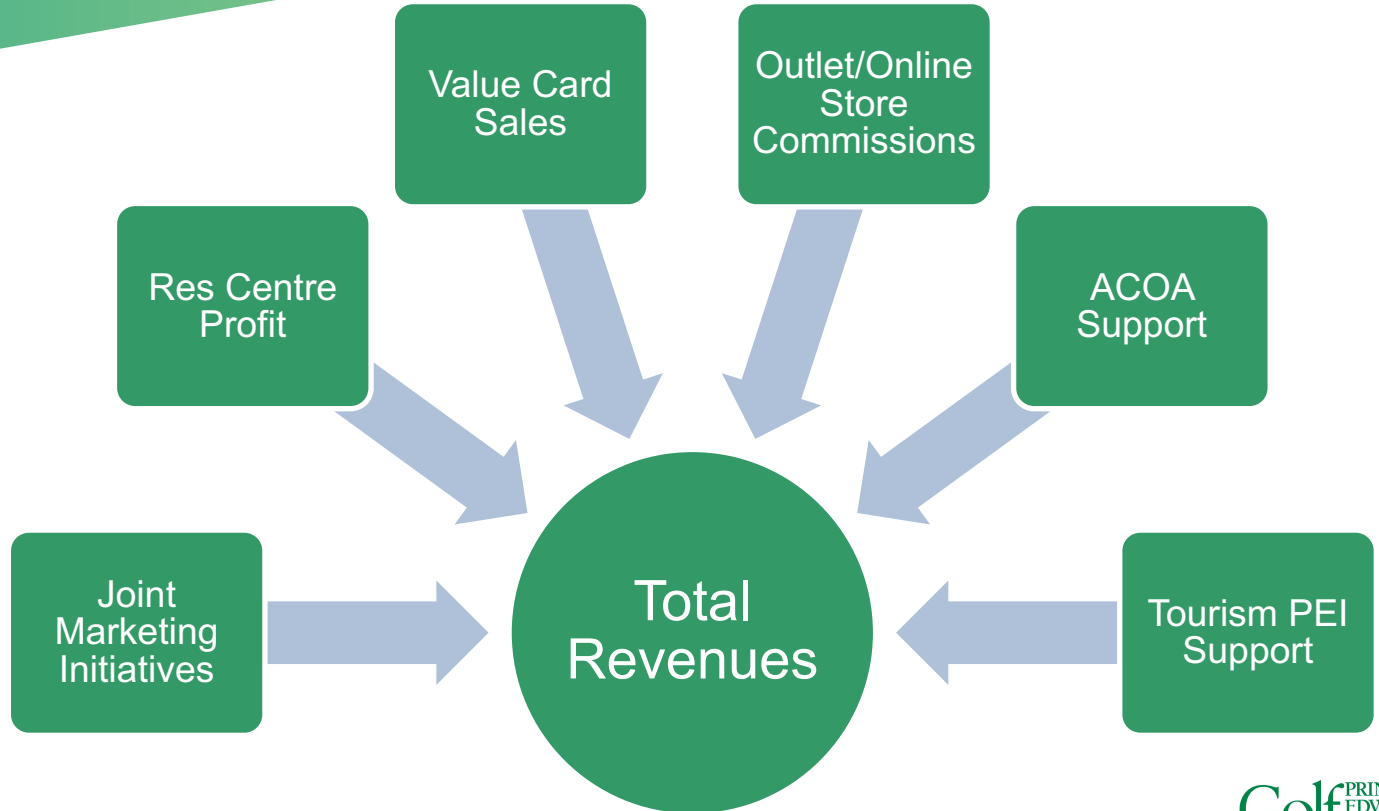 Value Card
Sales
Outlet/Online
Store
Commissions
Res Centre
Profit
ACOA
Support
Joint
Marketing
Initiatives
Total
Revenues
Tourism PEI
Support
Golf